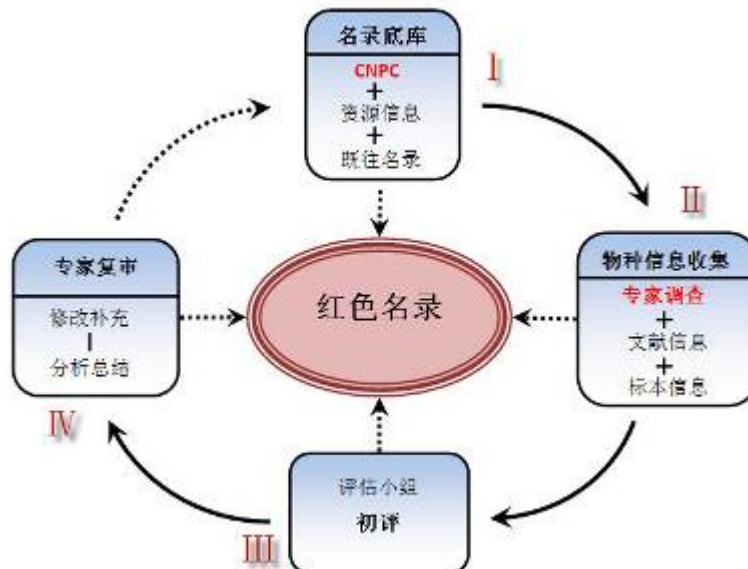 名录底库
CNPC
+
资源信息
+
既往名录
I
II
物种信息收集
专家调查
+
文献信息
+
标本信息
评估小组
初评
III
专家复审
修改补充
分析总结
IV
红色名录